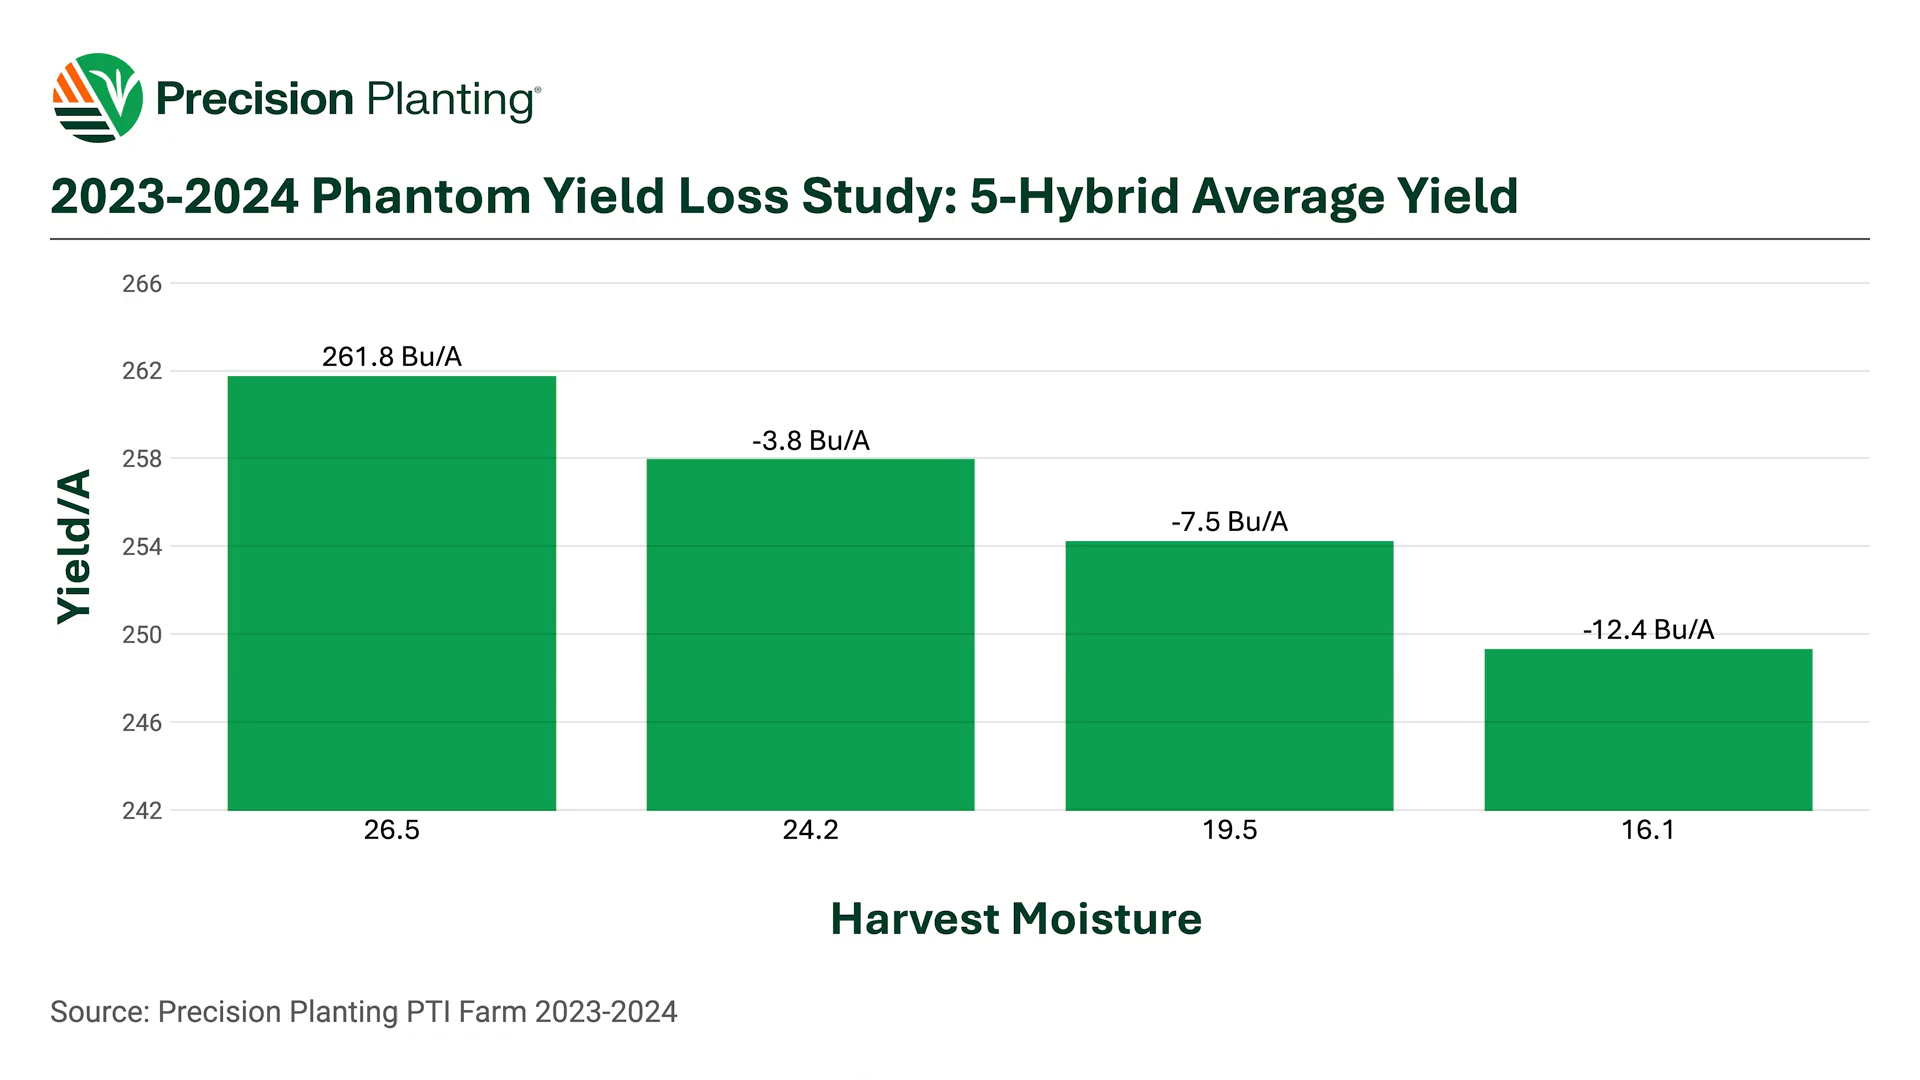 Precision Planting®
2023-2024 Phantom Yield Loss Study: 5-Hybrid Average Yield
266
262
258
254
250
246
242
Yield/A
261.8 Bu/A
-3.8 Bu/A
-7.5 Bu/A
-12.4 Bu/A
26.5
24.2
19.5
16.1
Harvest Moisture
Source: Precision Planting PTI Farm 2023-2024